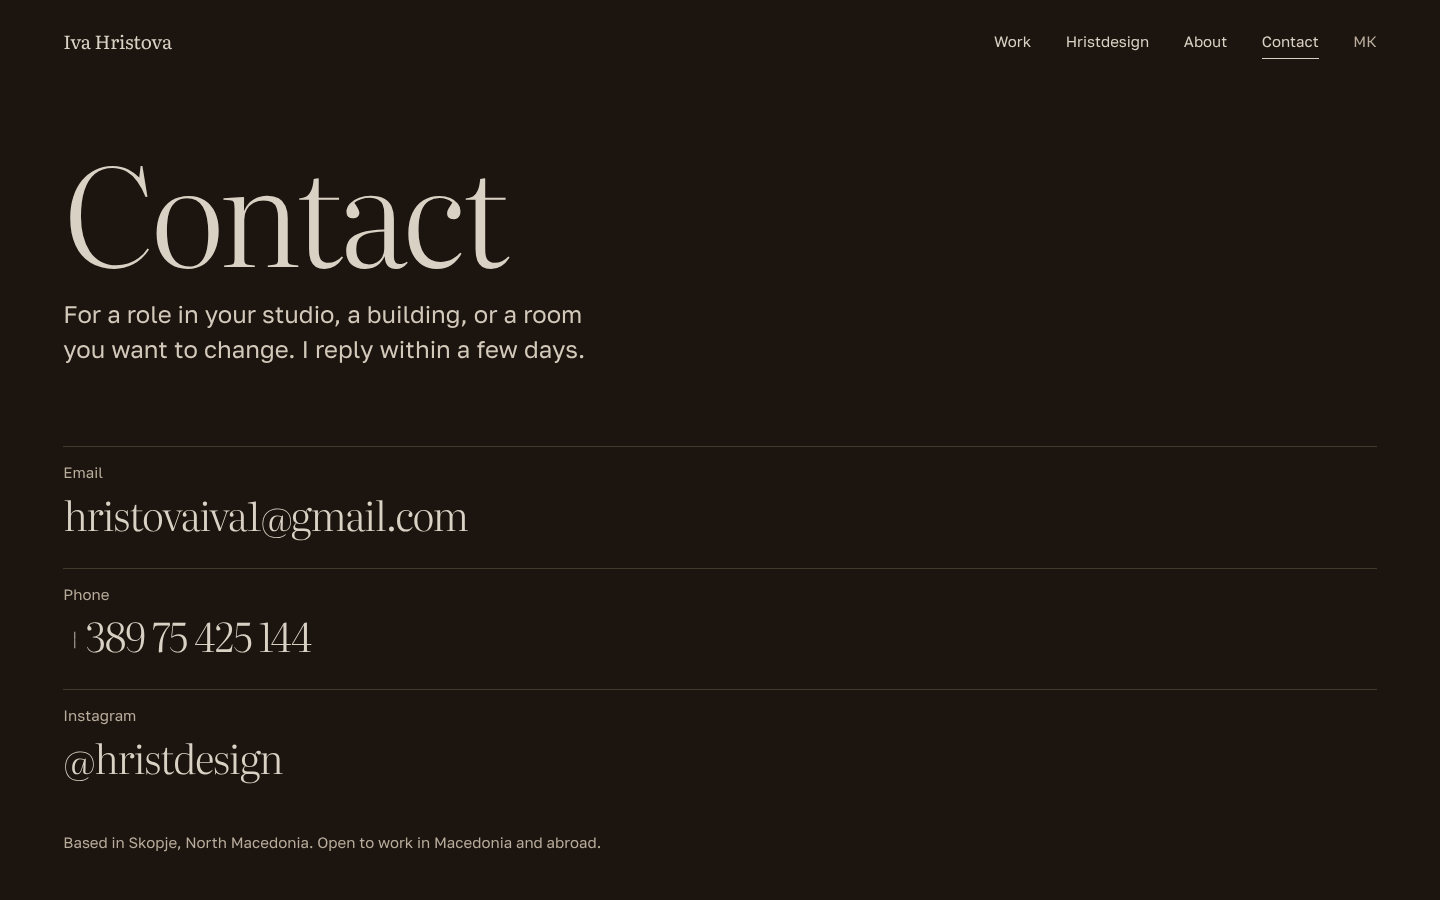 Iva Hristova
Work Hristdesign About Contact MK
Contact
For a role in your studio, a building, or a room
you want to change. I reply within a few days.
Email
hristovaiva1@gmail.com
Phone
+389 75 425 144
Instagram
@hristdesign
Based in Skopje, North Macedonia. Open to work in Macedonia and abroad.